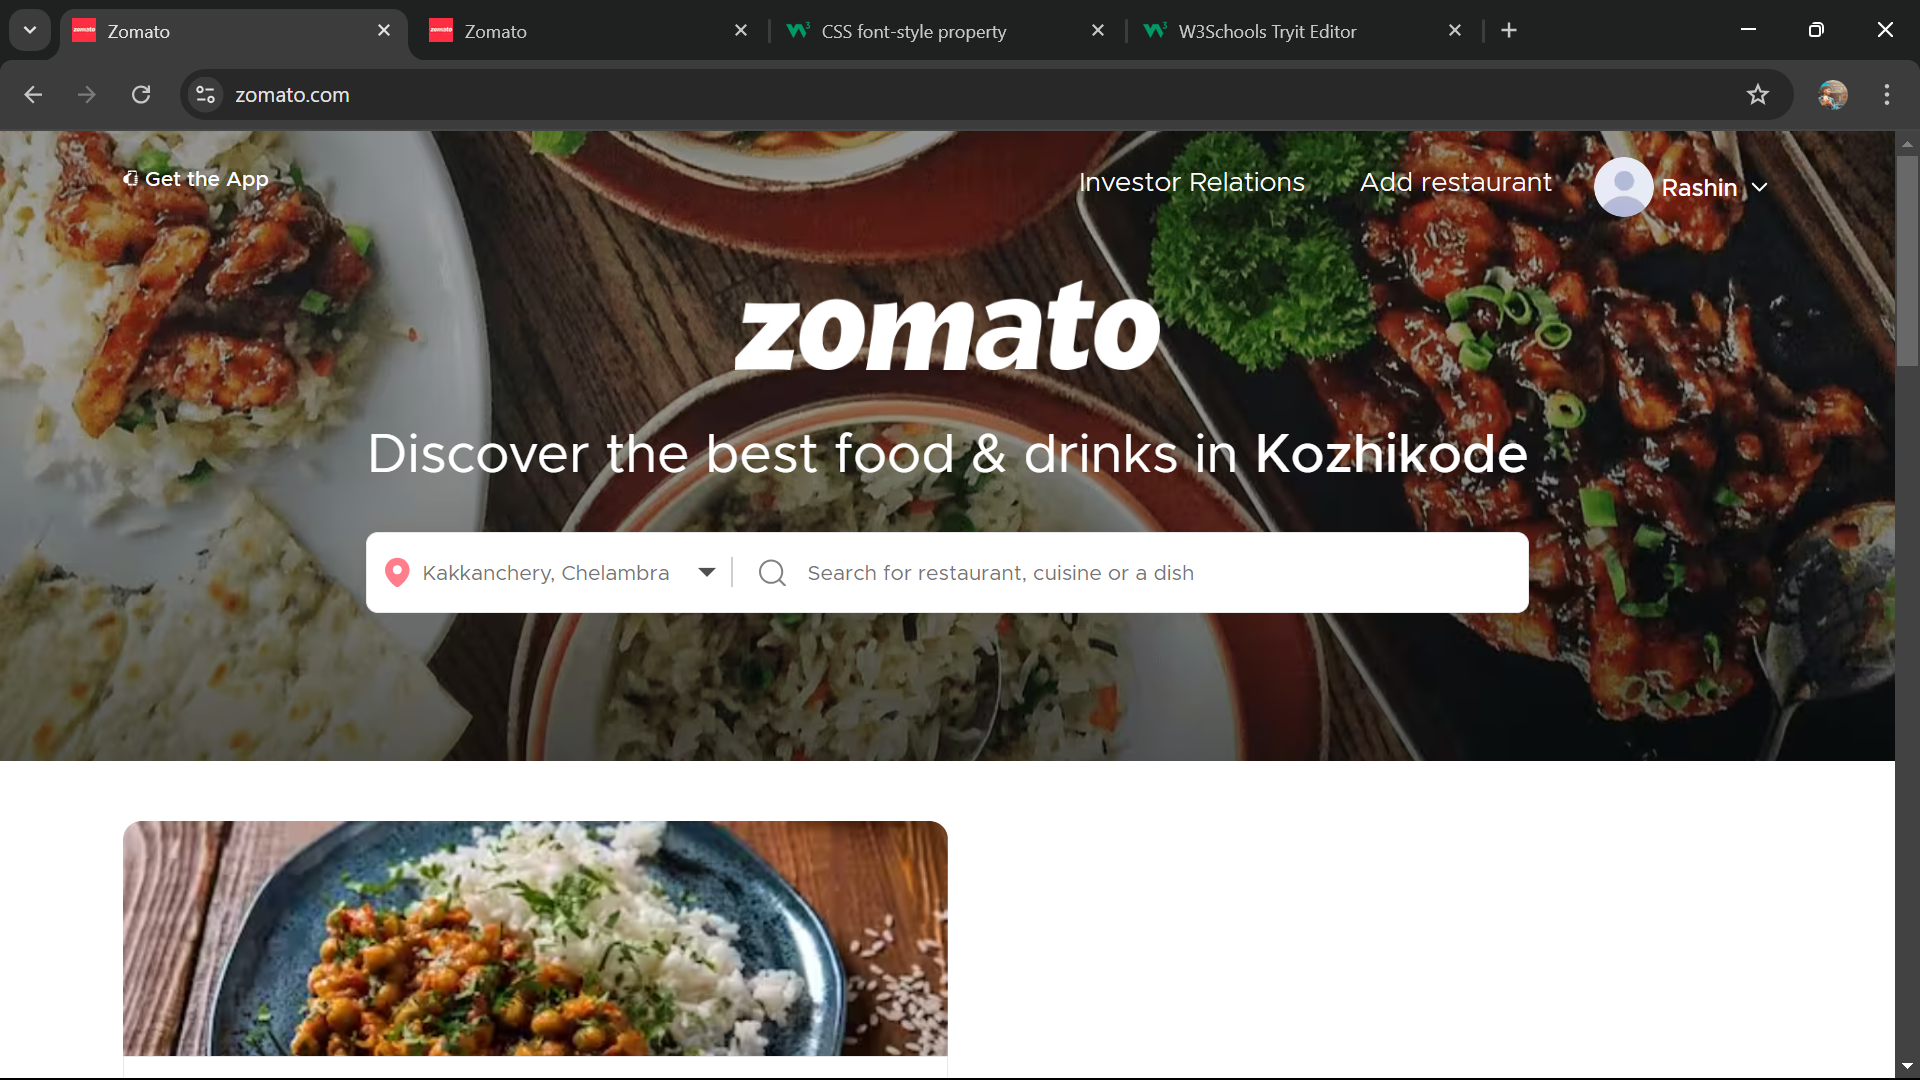 Zomato
Zomato
CSS font-style property
W3Schools Tryit Editor
zomato.com
Get the App
Investor Relations
Add restaurant
Rashin
zomato
Discover the best food & drinks in Kozhikode
Kakkanchery, Chelambra
Search for restaurant, cuisine or a dish